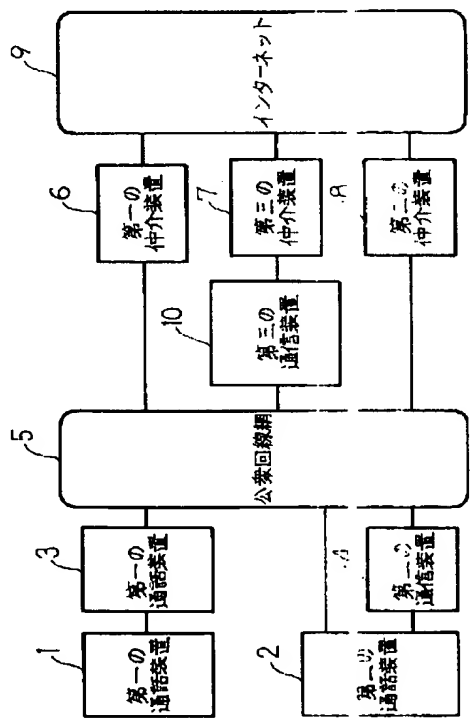 1
第一の
通話装置
3
第一の
通話装置
2
第二の
通話装置
4
第二の
通信装置
5
公衆回線網
10
第三の
通信装置
6
第一の
仲介装置
7
第三の
仲介装置
8
第二の
仲介装置
9
インターネット